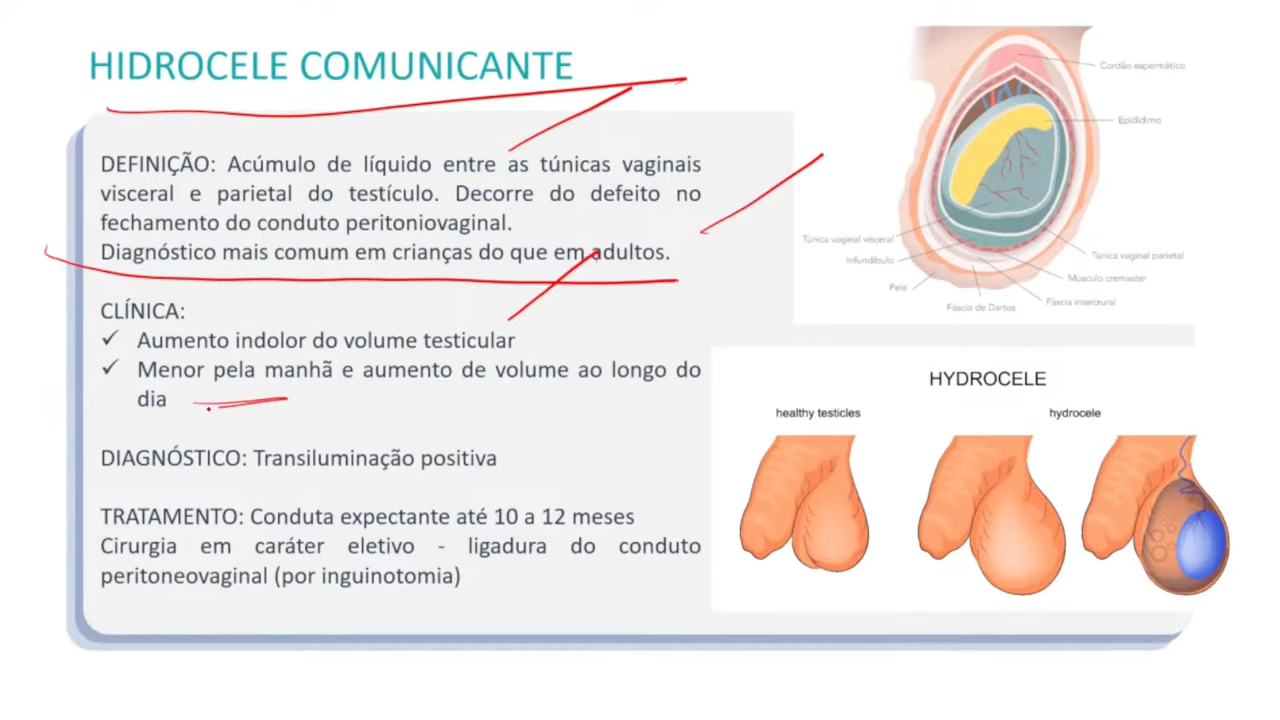 HIDROCELE COMUNICANTE
DEFINIÇÃO: Acúmulo de líquido entre as túnicas vaginais
visceral e parietal do testículo. Decorre do defeito no
fechamento do conduto peritoniovaginal.
Diagnóstico mais comum em crianças do que em adultos.
CLÍNICA:
✓ Aumento indolor do volume testicular
✓ Menor pela manhã e aumento de volume ao longo do
dia
DIAGNÓSTICO: Transiluminação positiva
TRATAMENTO: Conduta expectante até 10 a 12 meses
Cirurgia em caráter eletivo - ligadura do conduto
peritoneovaginal (por inguinotomia)
Cordão espermático
Epidídimo
Túnica vaginal visceral
Infundíbulo
Pele
Fáscia de Dartos
Fáscia intercrural
Músculo cremaster
Túnica vaginal parietal
HYDROCELE
healthy testicles
hydrocele